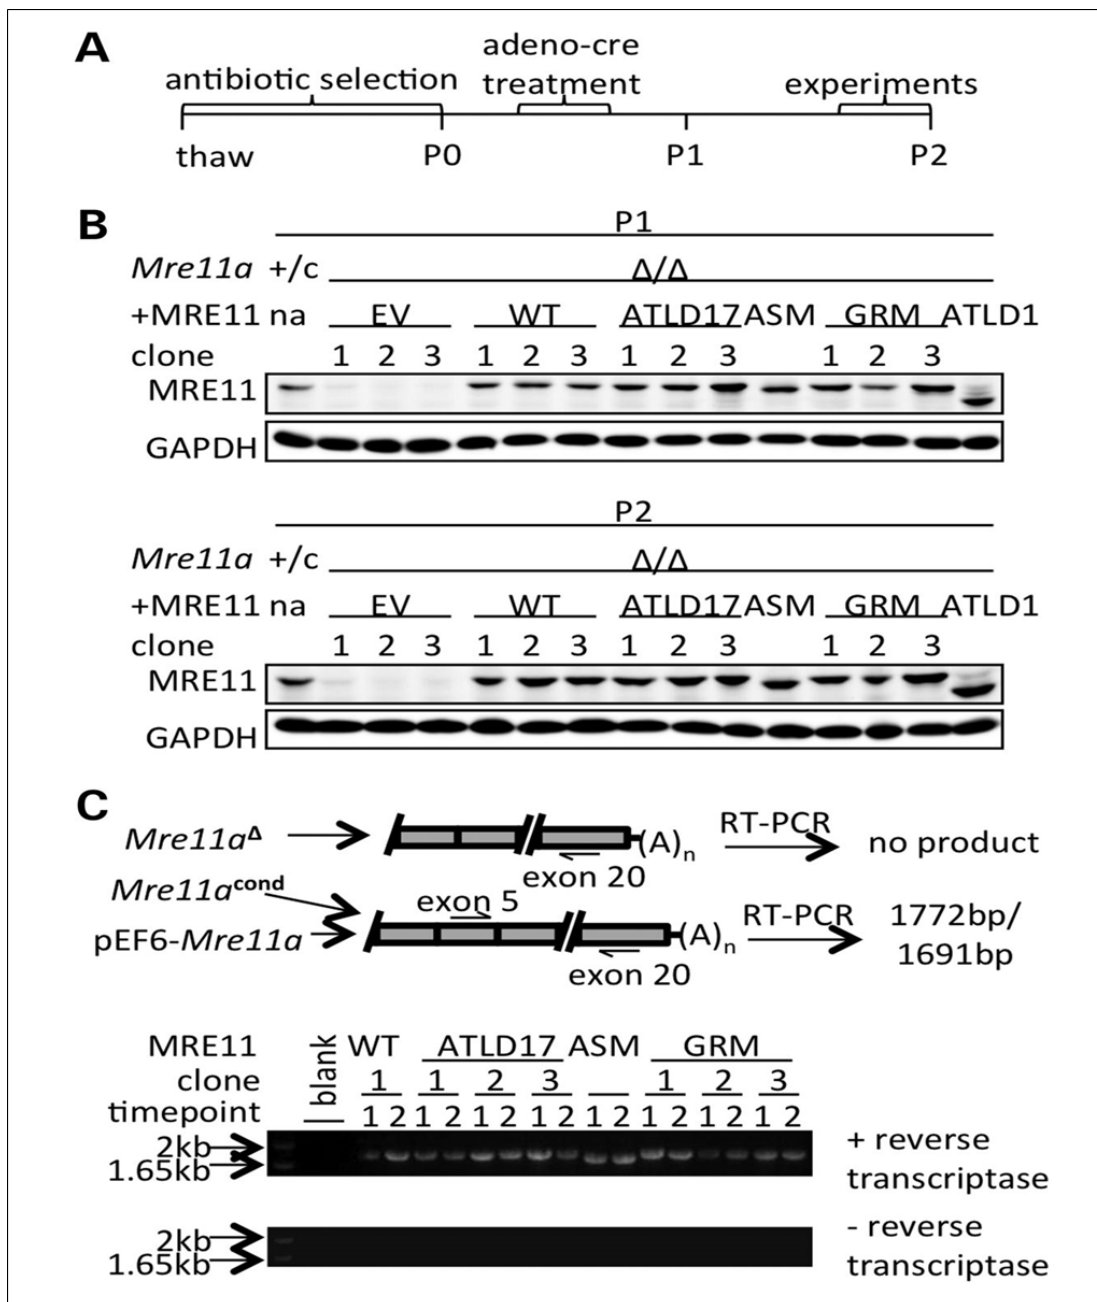 A
adeno-cre
antibiotic selection treatment experiments
thaw P0 P1 P2
B
P1
Mre11a +/c Δ/Δ
+MRE11 na EV WT ATLD17 ASM GRM ATLD1
clone 1 2 3 1 2 3 1 2 3 1 2 3
MRE11
GAPDH
P2
Mre11a +/c Δ/Δ
+MRE11 na EV WT ATLD17 ASM GRM ATLD1
clone 1 2 3 1 2 3 1 2 3 1 2 3
MRE11
GAPDH
C
Mre11aΔ (A)n RT-PCR no product
exon 20
Mre11acond
exon 5
pEF6-Mre11a (A)n RT-PCR 1772bp/
1691bp
exon 20
MRE11 blank WT ATLD17 ASM GRM
clone 1 1 2 3 1 2 3
timepoint 1 2 1 2 1 2 1 2 1 2 1 2 1 2 1 2
2kb + reverse
1.65kb transcriptase
2kb - reverse
1.65kb transcriptase